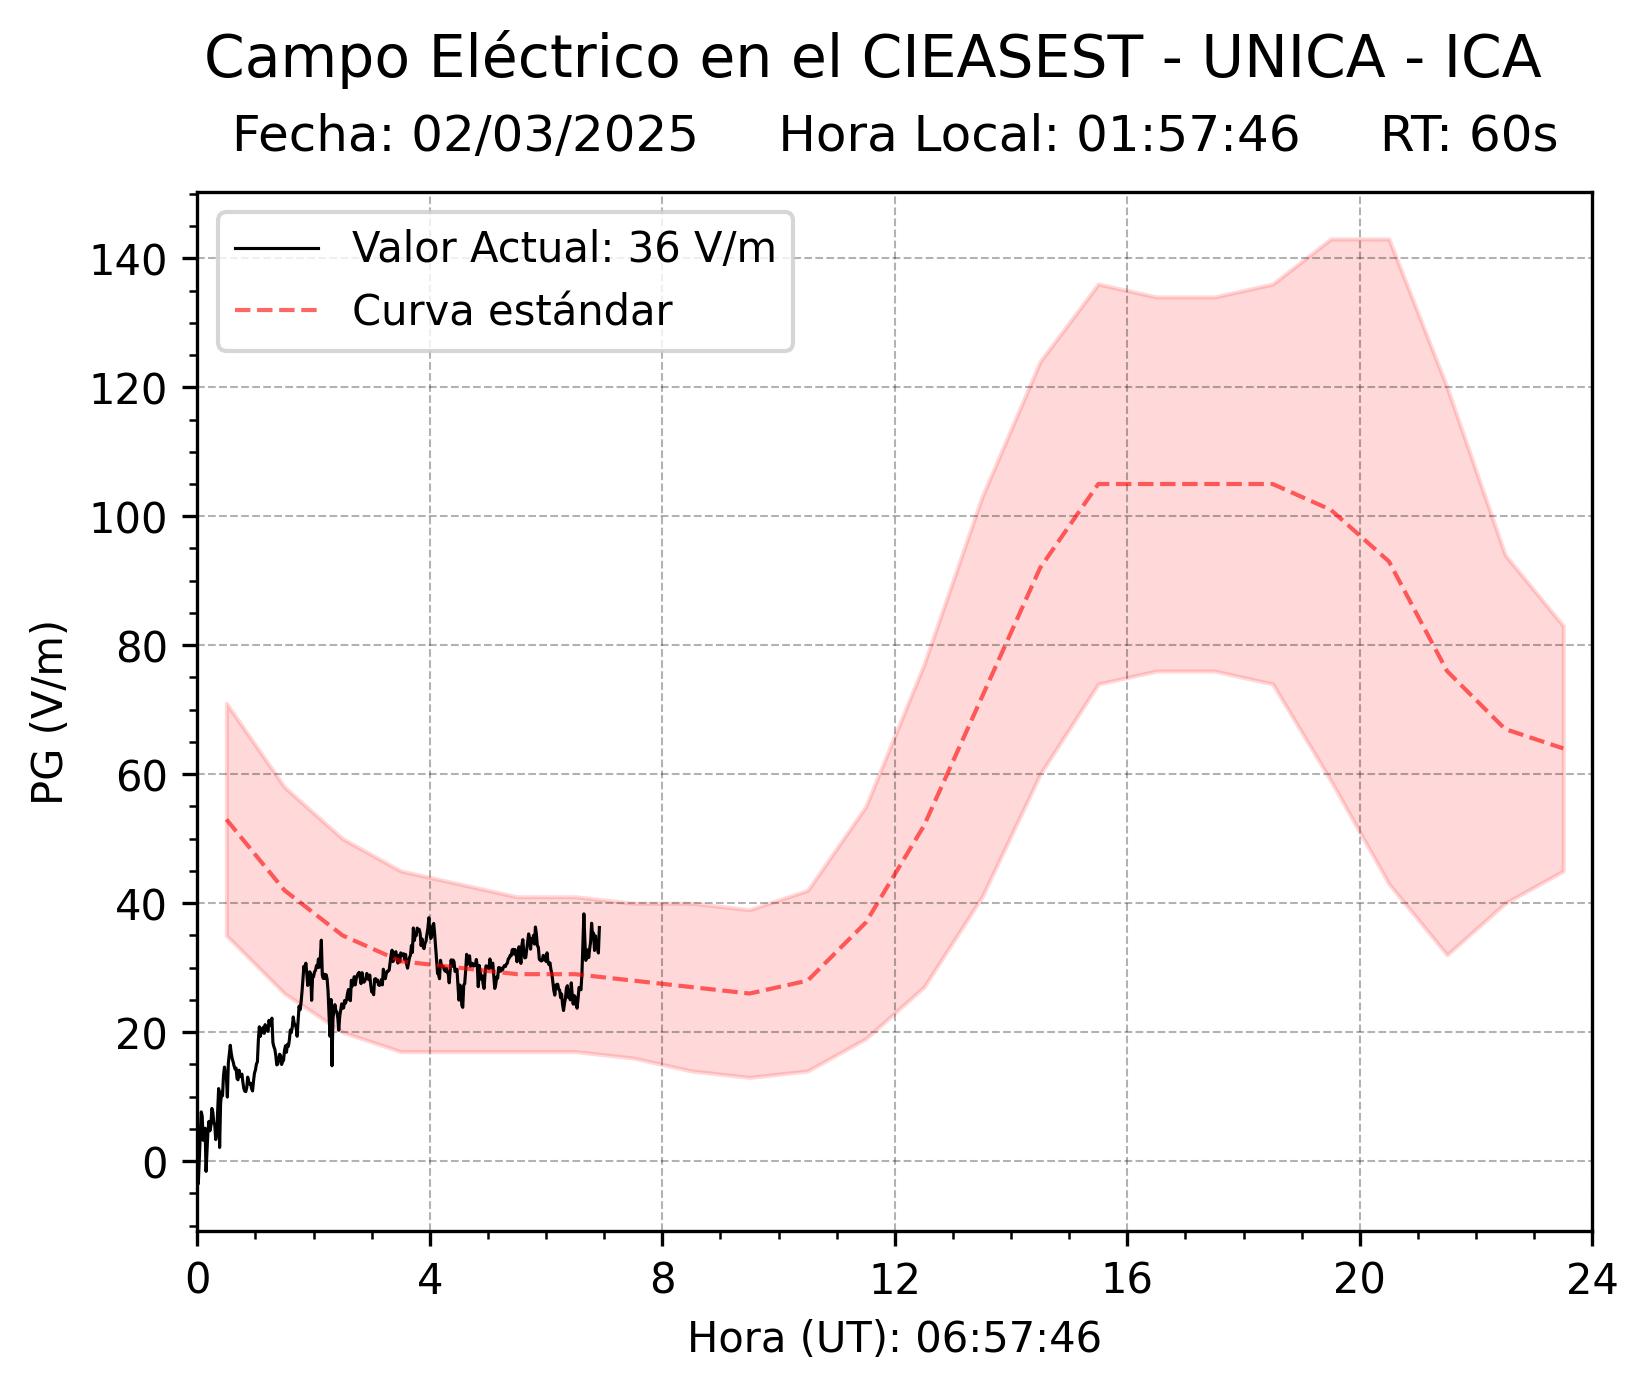 Campo Eléctrico en el CIEASEST - UNICA - ICA
Fecha: 02/03/2025 Hora Local: 01:57:46 RT: 60s
Valor Actual: 36 V/m
Curva estándar
PG (V/m)
140
120
100
80
60
40
20
0
0 4 8 12 16 20 24
Hora (UT): 06:57:46